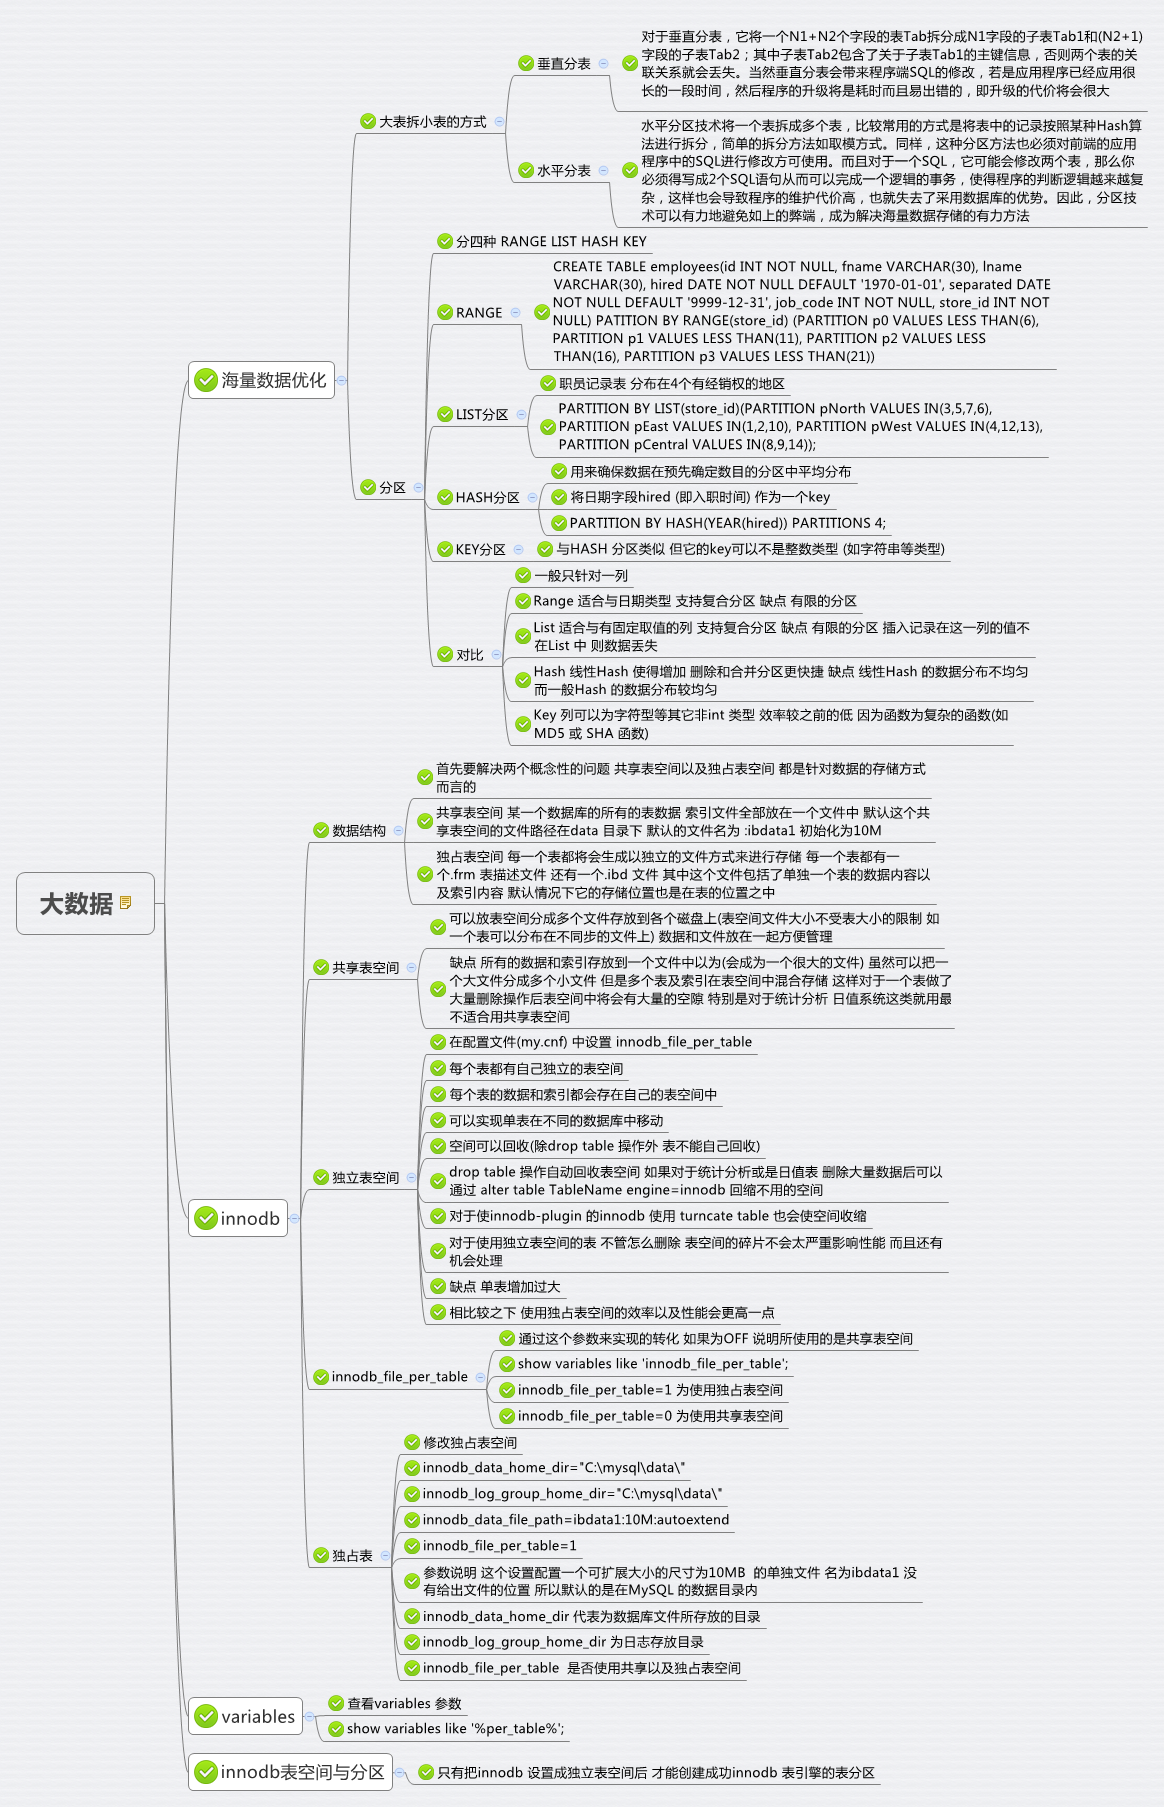 大数据
海量数据优化
大表拆小表的方式
垂直分表
对于垂直分表，它将一个N1+N2个字段的表Tab拆分成N1字段的子表Tab1和(N2+1)
字段的子表Tab2；其中子表Tab2包含了关于子表Tab1的主键信息，否则两个表的关
联关系就会丢失。当然垂直分表会带来程序端SQL的修改，若是应用程序已经应用很
长的一段时间，然后程序的升级将是耗时而且易出错的，即升级的代价将会很大
水平分表
水平分区技术将一个表拆成多个表，比较常用的方式是将表中的记录按照某种Hash算
法进行拆分，简单的拆分方法如取模方式。同样，这种分区方法也必须对前端的应用
程序中的SQL进行修改方可使用。而且对于一个SQL，它可能会修改两个表，那么你
必须得写成2个SQL语句从而可以完成一个逻辑的事务，使得程序的判断逻辑越来越复
杂，这样也会导致程序的维护代价高，也就失去了采用数据库的优势。因此，分区技
术可以有力地避免如上的弊端，成为解决海量数据存储的有力方法
分区
分四种 RANGE LIST HASH KEY
RANGE
CREATE TABLE employees(id INT NOT NULL, fname VARCHAR(30), lname
VARCHAR(30), hired DATE NOT NULL DEFAULT '1970-01-01', separated DATE
NOT NULL DEFAULT '9999-12-31', job_code INT NOT NULL, store_id INT NOT
NULL) PATITION BY RANGE(store_id) (PARTITION p0 VALUES LESS THAN(6),
PARTITION p1 VALUES LESS THAN(11), PARTITION p2 VALUES LESS
THAN(16), PARTITION p3 VALUES LESS THAN(21))
LIST分区
职员记录表 分布在4个有经销权的地区
PARTITION BY LIST(store_id)(PARTITION pNorth VALUES IN(3,5,7,6),
PARTITION pEast VALUES IN(1,2,10), PARTITION pWest VALUES IN(4,12,13),
PARTITION pCentral VALUES IN(8,9,14));
HASH分区
用来确保数据在预先确定数目的分区中平均分布
将日期字段hired (即入职时间) 作为一个key
PARTITION BY HASH(YEAR(hired)) PARTITIONS 4;
KEY分区
与HASH 分区类似 但它的key可以不是整数类型 (如字符串等类型)
对比
一般只针对一列
Range 适合与日期类型 支持复合分区 缺点 有限的分区
List 适合与有固定取值的列 支持复合分区 缺点 有限的分区 插入记录在这一列的值不
在List 中 则数据丢失
Hash 线性Hash 使得增加 删除和合并分区更快捷 缺点 线性Hash 的数据分布不均匀
而一般Hash 的数据分布较均匀
Key 列可以为字符型等其它非int 类型 效率较之前的低 因为函数为复杂的函数(如
MD5 或 SHA 函数)
innodb
数据结构
首先要解决两个概念性的问题 共享表空间以及独占表空间 都是针对数据的存储方式
而言的
共享表空间 某一个数据库的所有的表数据 索引文件全部放在一个文件中 默认这个共
享表空间的文件路径在data 目录下 默认的文件名为 :ibdata1 初始化为10M
独占表空间 每一个表都将会生成以独立的文件方式来进行存储 每一个表都有一
个.frm 表描述文件 还有一个.ibd 文件 其中这个文件包括了单独一个表的数据内容以
及索引内容 默认情况下它的存储位置也是在表的位置之中
共享表空间
可以放表空间分成多个文件存放到各个磁盘上(表空间文件大小不受表大小的限制 如
一个表可以分布在不同步的文件上) 数据和文件放在一起方便管理
缺点 所有的数据和索引存放到一个文件中以为(会成为一个很大的文件) 虽然可以把一
个大文件分成多个小文件 但是多个表及索引在表空间中混合存储 这样对于一个表做了
大量删除操作后表空间中将会有大量的空隙 特别是对于统计分析 日值系统这类就用最
不适合用共享表空间
独立表空间
在配置文件(my.cnf) 中设置 innodb_file_per_table
每个表都有自己独立的表空间
每个表的数据和索引都会存在自己的表空间中
可以实现单表在不同的数据库中移动
空间可以回收(除drop table 操作外 表不能自己回收)
drop table 操作自动回收表空间 如果对于统计分析或是日值表 删除大量数据后可以
通过 alter table TableName engine=innodb 回缩不用的空间
对于使innodb-plugin 的innodb 使用 turncate table 也会使空间收缩
对于使用独立表空间的表 不管怎么删除 表空间的碎片不会太严重影响性能 而且还有
机会处理
缺点 单表增加过大
相比较之下 使用独占表空间的效率以及性能会更高一点
innodb_file_per_table
通过这个参数来实现的转化 如果为OFF 说明所使用的是共享表空间
show variables like 'innodb_file_per_table';
innodb_file_per_table=1 为使用独占表空间
innodb_file_per_table=0 为使用共享表空间
独占表
修改独占表空间
innodb_data_home_dir="C:\mysql\data\"
innodb_log_group_home_dir="C:\mysql\data\"
innodb_data_file_path=ibdata1:10M:autoextend
innodb_file_per_table=1
参数说明 这个设置配置一个可扩展大小的尺寸为10MB  的单独文件 名为ibdata1 没
有给出文件的位置 所以默认的是在MySQL 的数据目录内
innodb_data_home_dir 代表为数据库文件所存放的目录
innodb_log_group_home_dir 为日志存放目录
innodb_file_per_table  是否使用共享以及独占表空间
variables
查看variables 参数
show variables like '%per_table%';
innodb表空间与分区
只有把innodb 设置成独立表空间后 才能创建成功innodb 表引擎的表分区